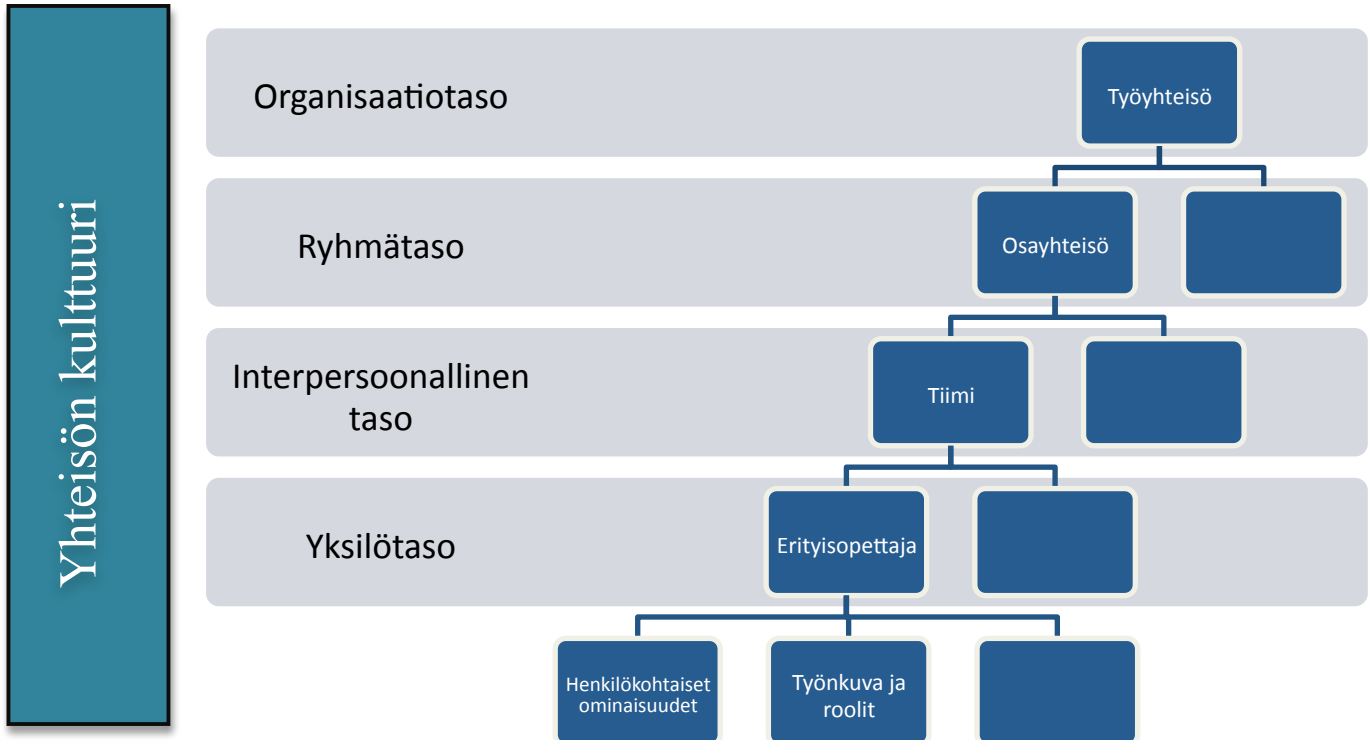 Yhteisön kulttuuri
Organisaatiotaso
Työyhteisö
Ryhmätaso
Osayhteisö
Interpersoonallinen
taso
Tiimi
Yksilötaso
Erityisopettaja
Henkilökohtaiset
ominaisuudet
Työnkuva ja
roolit